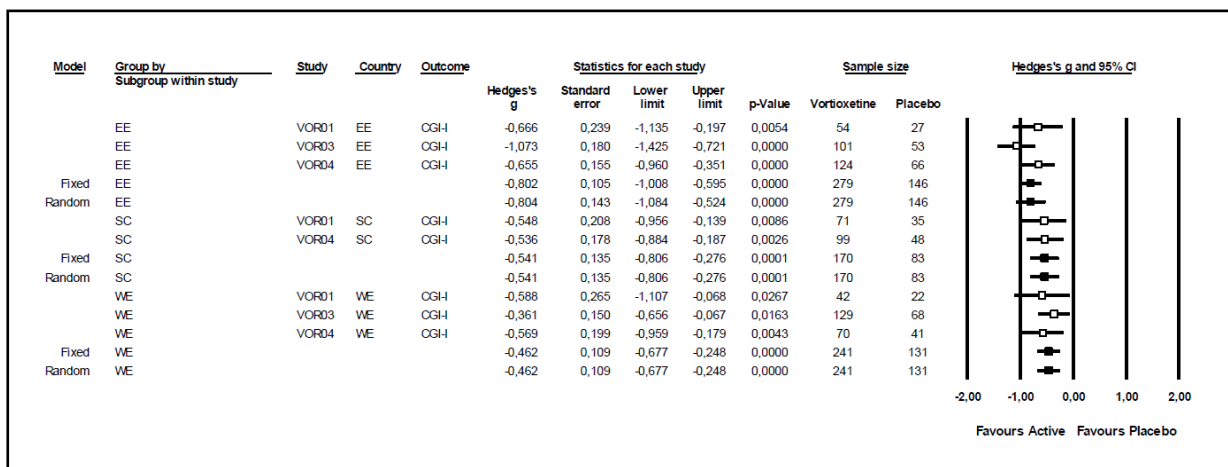 Model Group by Study Country Outcome Statistics for each study Sample size Hedges's g and 95% CI
Subgroup within study
Hedges's g Standard error Lower limit Upper limit p-Value Vortioxetine Placebo
EE VOR01 EE CGI-I -0,666 0,239 -1,135 -0,197 0,0054 54 27
EE VOR03 EE CGI-I -1,073 0,180 -1,425 -0,721 0,0000 101 53
EE VOR04 EE CGI-I -0,655 0,155 -0,960 -0,351 0,0000 124 66
Fixed EE -0,802 0,105 -1,008 -0,595 0,0000 279 146
Random EE -0,804 0,143 -1,084 -0,524 0,0000 279 146
SC VOR01 SC CGI-I -0,548 0,208 -0,956 -0,139 0,0086 71 35
SC VOR04 SC CGI-I -0,536 0,178 -0,884 -0,187 0,0026 99 48
Fixed SC -0,541 0,135 -0,806 -0,276 0,0001 170 83
Random SC -0,541 0,135 -0,806 -0,276 0,0001 170 83
WE VOR01 WE CGI-I -0,588 0,265 -1,107 -0,068 0,0267 42 22
WE VOR03 WE CGI-I -0,361 0,150 -0,656 -0,067 0,0163 129 68
WE VOR04 WE CGI-I -0,569 0,199 -0,959 -0,179 0,0043 70 41
Fixed WE -0,462 0,109 -0,677 -0,248 0,0000 241 131
Random WE -0,462 0,109 -0,677 -0,248 0,0000 241 131
-2,00 -1,00 0,00 1,00 2,00
Favours Active Favours Placebo